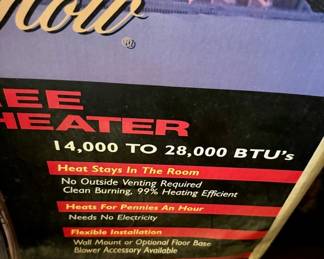 ®
EE
HEATER
14,000 TO 28,000 BTU's
Heat Stays In The Room
No Outside Venting Required
Clean Burning, 99% Heating Efficient
Heats For Pennies An Hour
Needs No Electricity
Flexible Installation
Wall Mount or Optional Floor Base
Blower Accessory Available